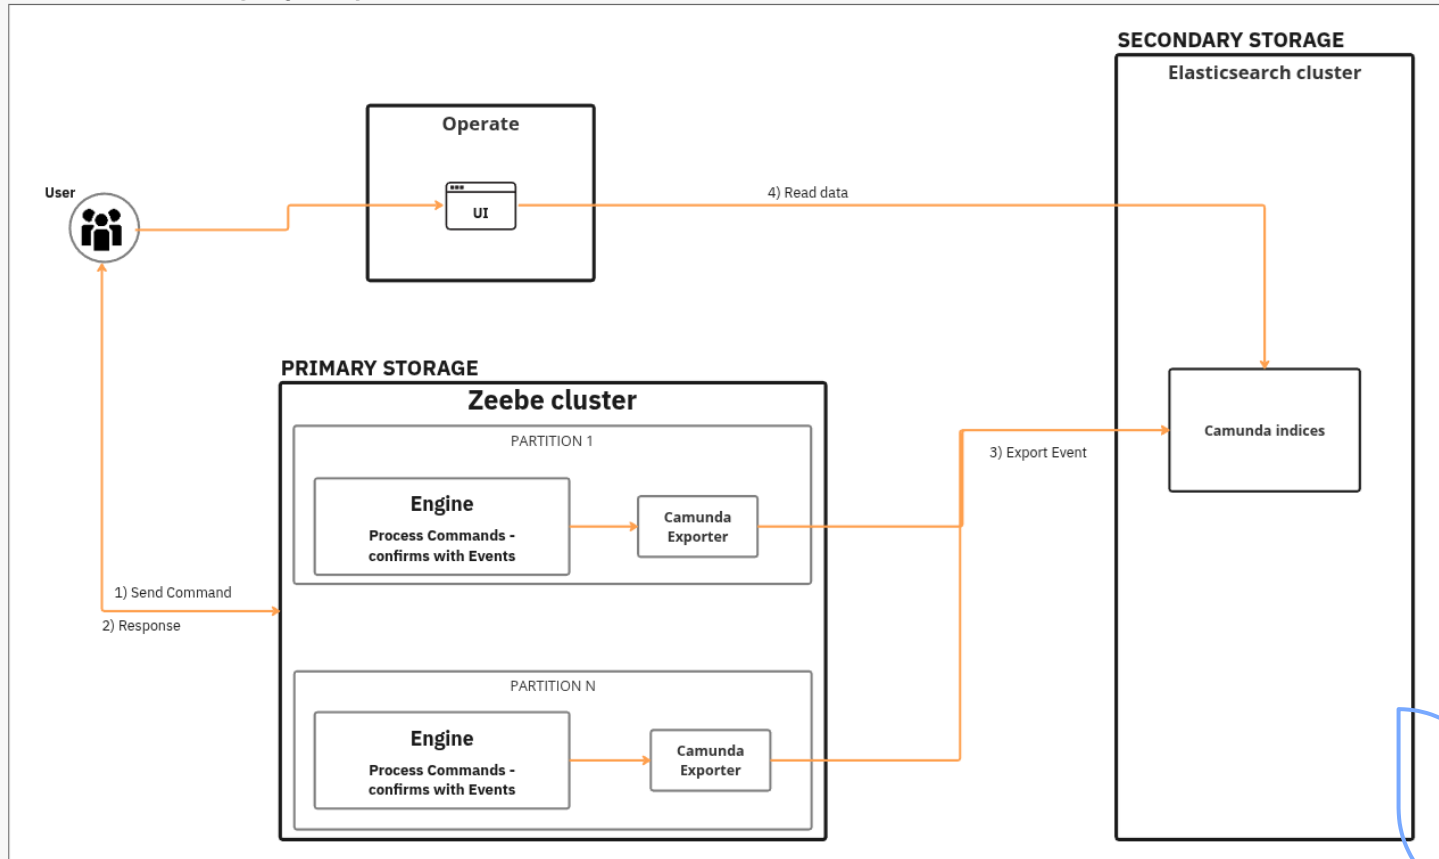 SECONDARY STORAGE
Elasticsearch cluster
Operate
User
UI
4) Read data
PRIMARY STORAGE
Zeebe cluster
PARTITION 1
Engine
Process Commands -
confirms with Events
Camunda
Exporter
3) Export Event
Camunda indices
1) Send Command
2) Response
PARTITION N
Engine
Process Commands -
confirms with Events
Camunda
Exporter